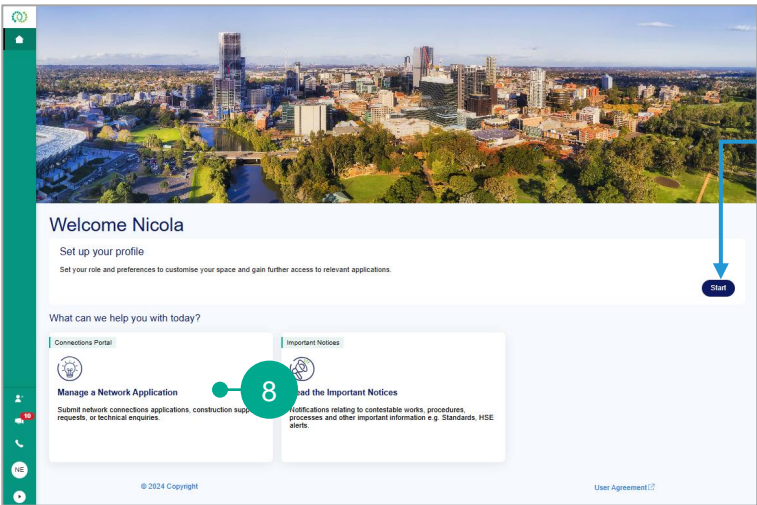 Welcome Nicola
Set up your profile
Set your role and preferences to customise your space and gain further access to relevant applications.
Start
What can we help you with today?
Connections Portal
Manage a Network Application
Submit network connections applications, construction
requests, or technical enquiries.
8
Important Notices
the Important Notices
Notifications relating to contestable works, procedures,
processes and other important information e.g. Standards, HSE
alerts.
18
NE
© 2024 Copyright
User Agreement